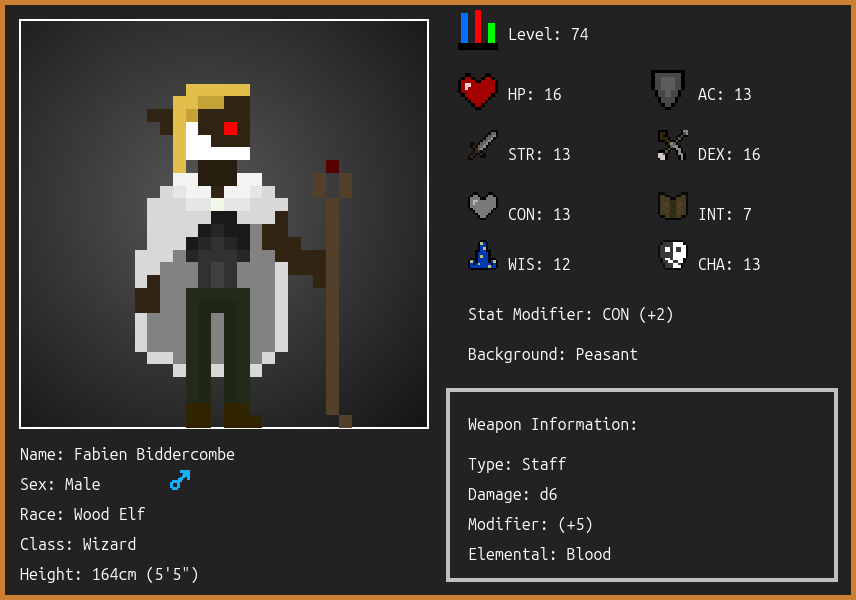 Level: 74
HP: 16
AC: 13
STR: 13
DEX: 16
CON: 13
INT: 7
WIS: 12
CHA: 13
Stat Modifier: CON (+2)
Background: Peasant
Weapon Information:
Type: Staff
Damage: d6
Modifier: (+5)
Elemental: Blood
Name: Fabien Biddercombe
Sex: Male
Race: Wood Elf
Class: Wizard
Height: 164cm (5'5")